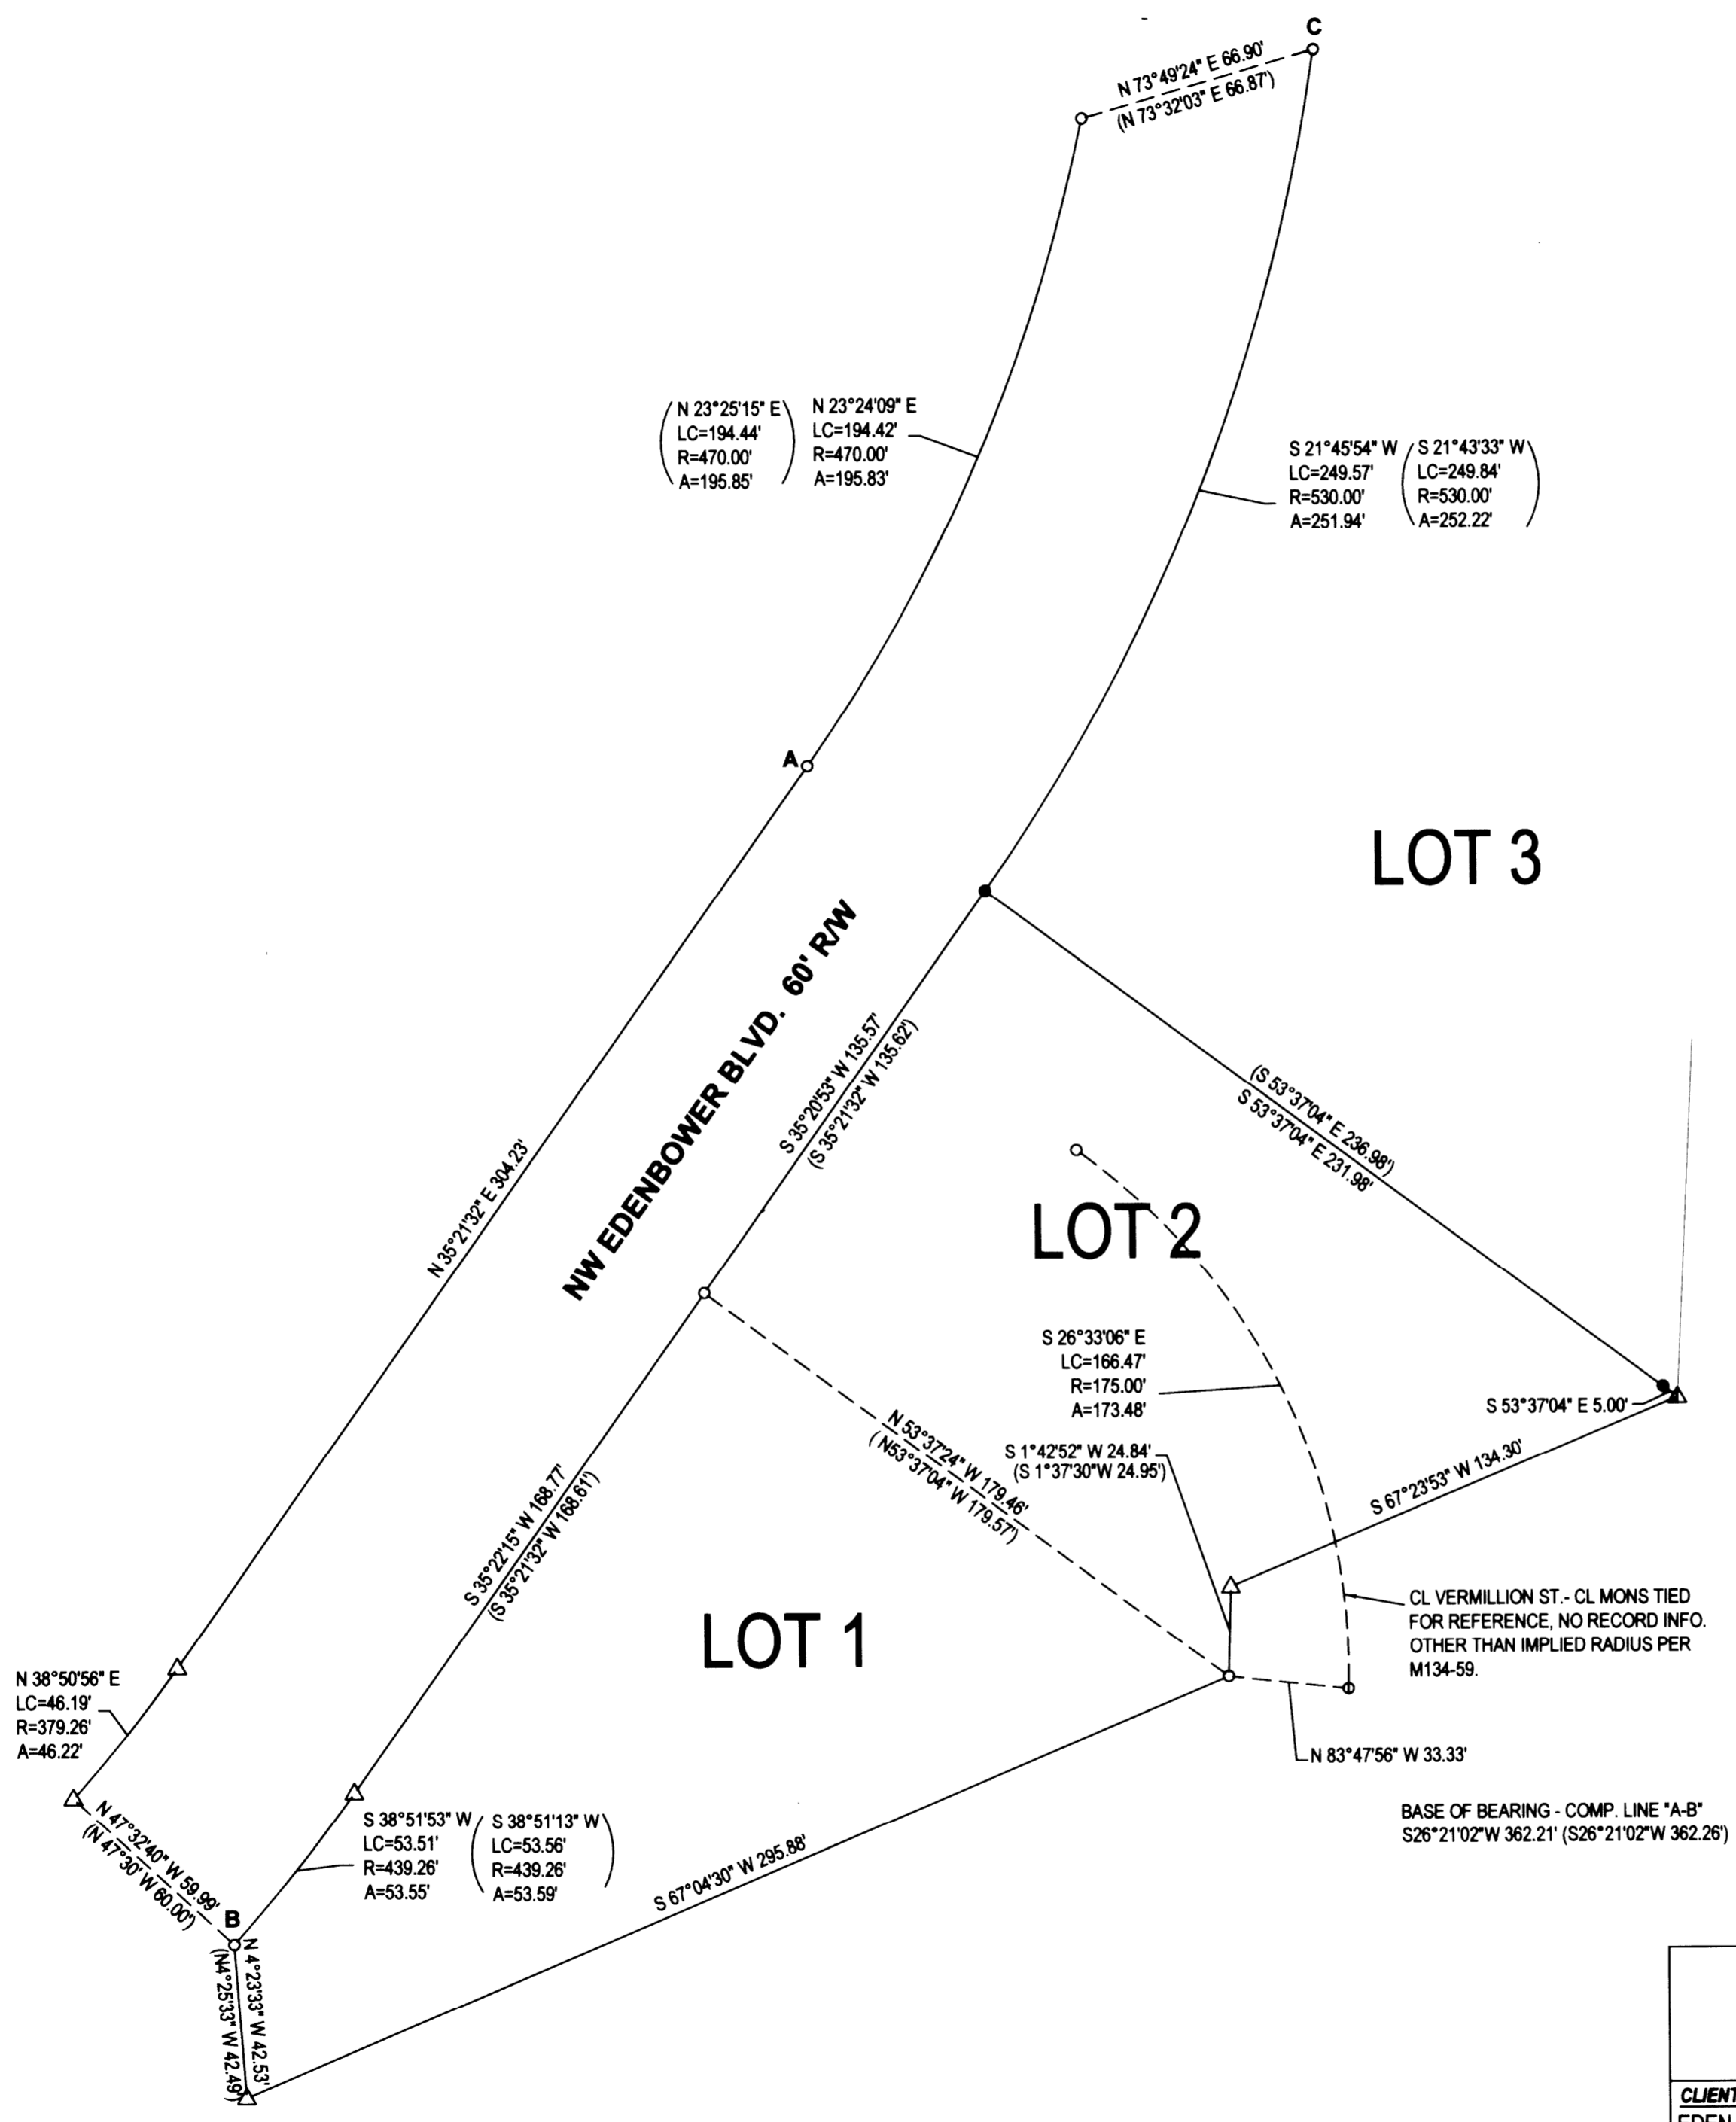 C
N 73°49'24" E 66.90'
(N 73°32'03" E 66.87')
(N 23°25'15" E
LC=194.44'
R=470.00'
A=195.85')
N 23°24'09" E
LC=194.42'
R=470.00'
A=195.83'
S 21°45'54" W
LC=249.57'
R=530.00'
A=251.94'
(S 21°43'33" W
LC=249.84'
R=530.00'
A=252.22')
A
LOT 3
NW EDENBOWER BLVD. 60' R/W
S 35°20'53" W 135.57'
(S 35°21'32" W 135.62')
(S 53°37'04" E 236.98')
S 53°37'04" E 231.98'
N 35°21'32" E 304.23'
LOT 2
S 26°33'06" E
LC=166.47'
R=175.00'
A=173.48'
S 53°37'04" E 5.00'
N 53°37'24" W 179.46'
(N53°37'04" W 179.57')
S 1°42'52" W 24.84'
(S 1°37'30"W 24.95')
S 67°23'53" W 134.30'
S 35°22'15" W 168.77'
(S 35°21'32" W 168.61')
LOT 1
CL VERMILLION ST.- CL MONS TIED
FOR REFERENCE, NO RECORD INFO.
OTHER THAN IMPLIED RADIUS PER
M134-59.
N 38°50'56" E
LC=46.19'
R=379.26'
A=46.22'
N 83°47'56" W 33.33'
N 47°32'40" W 59.99'
(N 47°30' W 60.00')
S 38°51'53" W
LC=53.51'
R=439.26'
A=53.55'
(S 38°51'13" W
LC=53.56'
R=439.26'
A=53.59')
BASE OF BEARING - COMP. LINE "A-B"
S26°21'02"W 362.21' (S26°21'02"W 362.26')
S 67°04'30" W 295.88'
B
N 4°23'33" W 42.53'
(N4°25'33" W 42.49')
CLIENT
EDEN